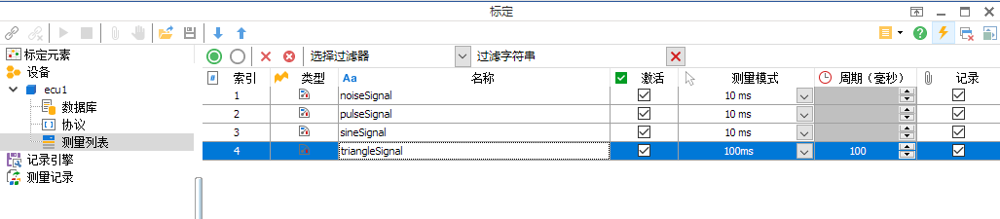 标定
标定元素
设备
ecu1
数据库
协议
测量列表
记录引擎
测量记录
选择过滤器 过滤字符串
# 索引 类型 Aa 名称 激活 测量模式 周期（毫秒） 记录
1 noiseSignal 10 ms
2 pulseSignal 10 ms
3 sineSignal 10 ms
4 triangleSignal 100ms 100